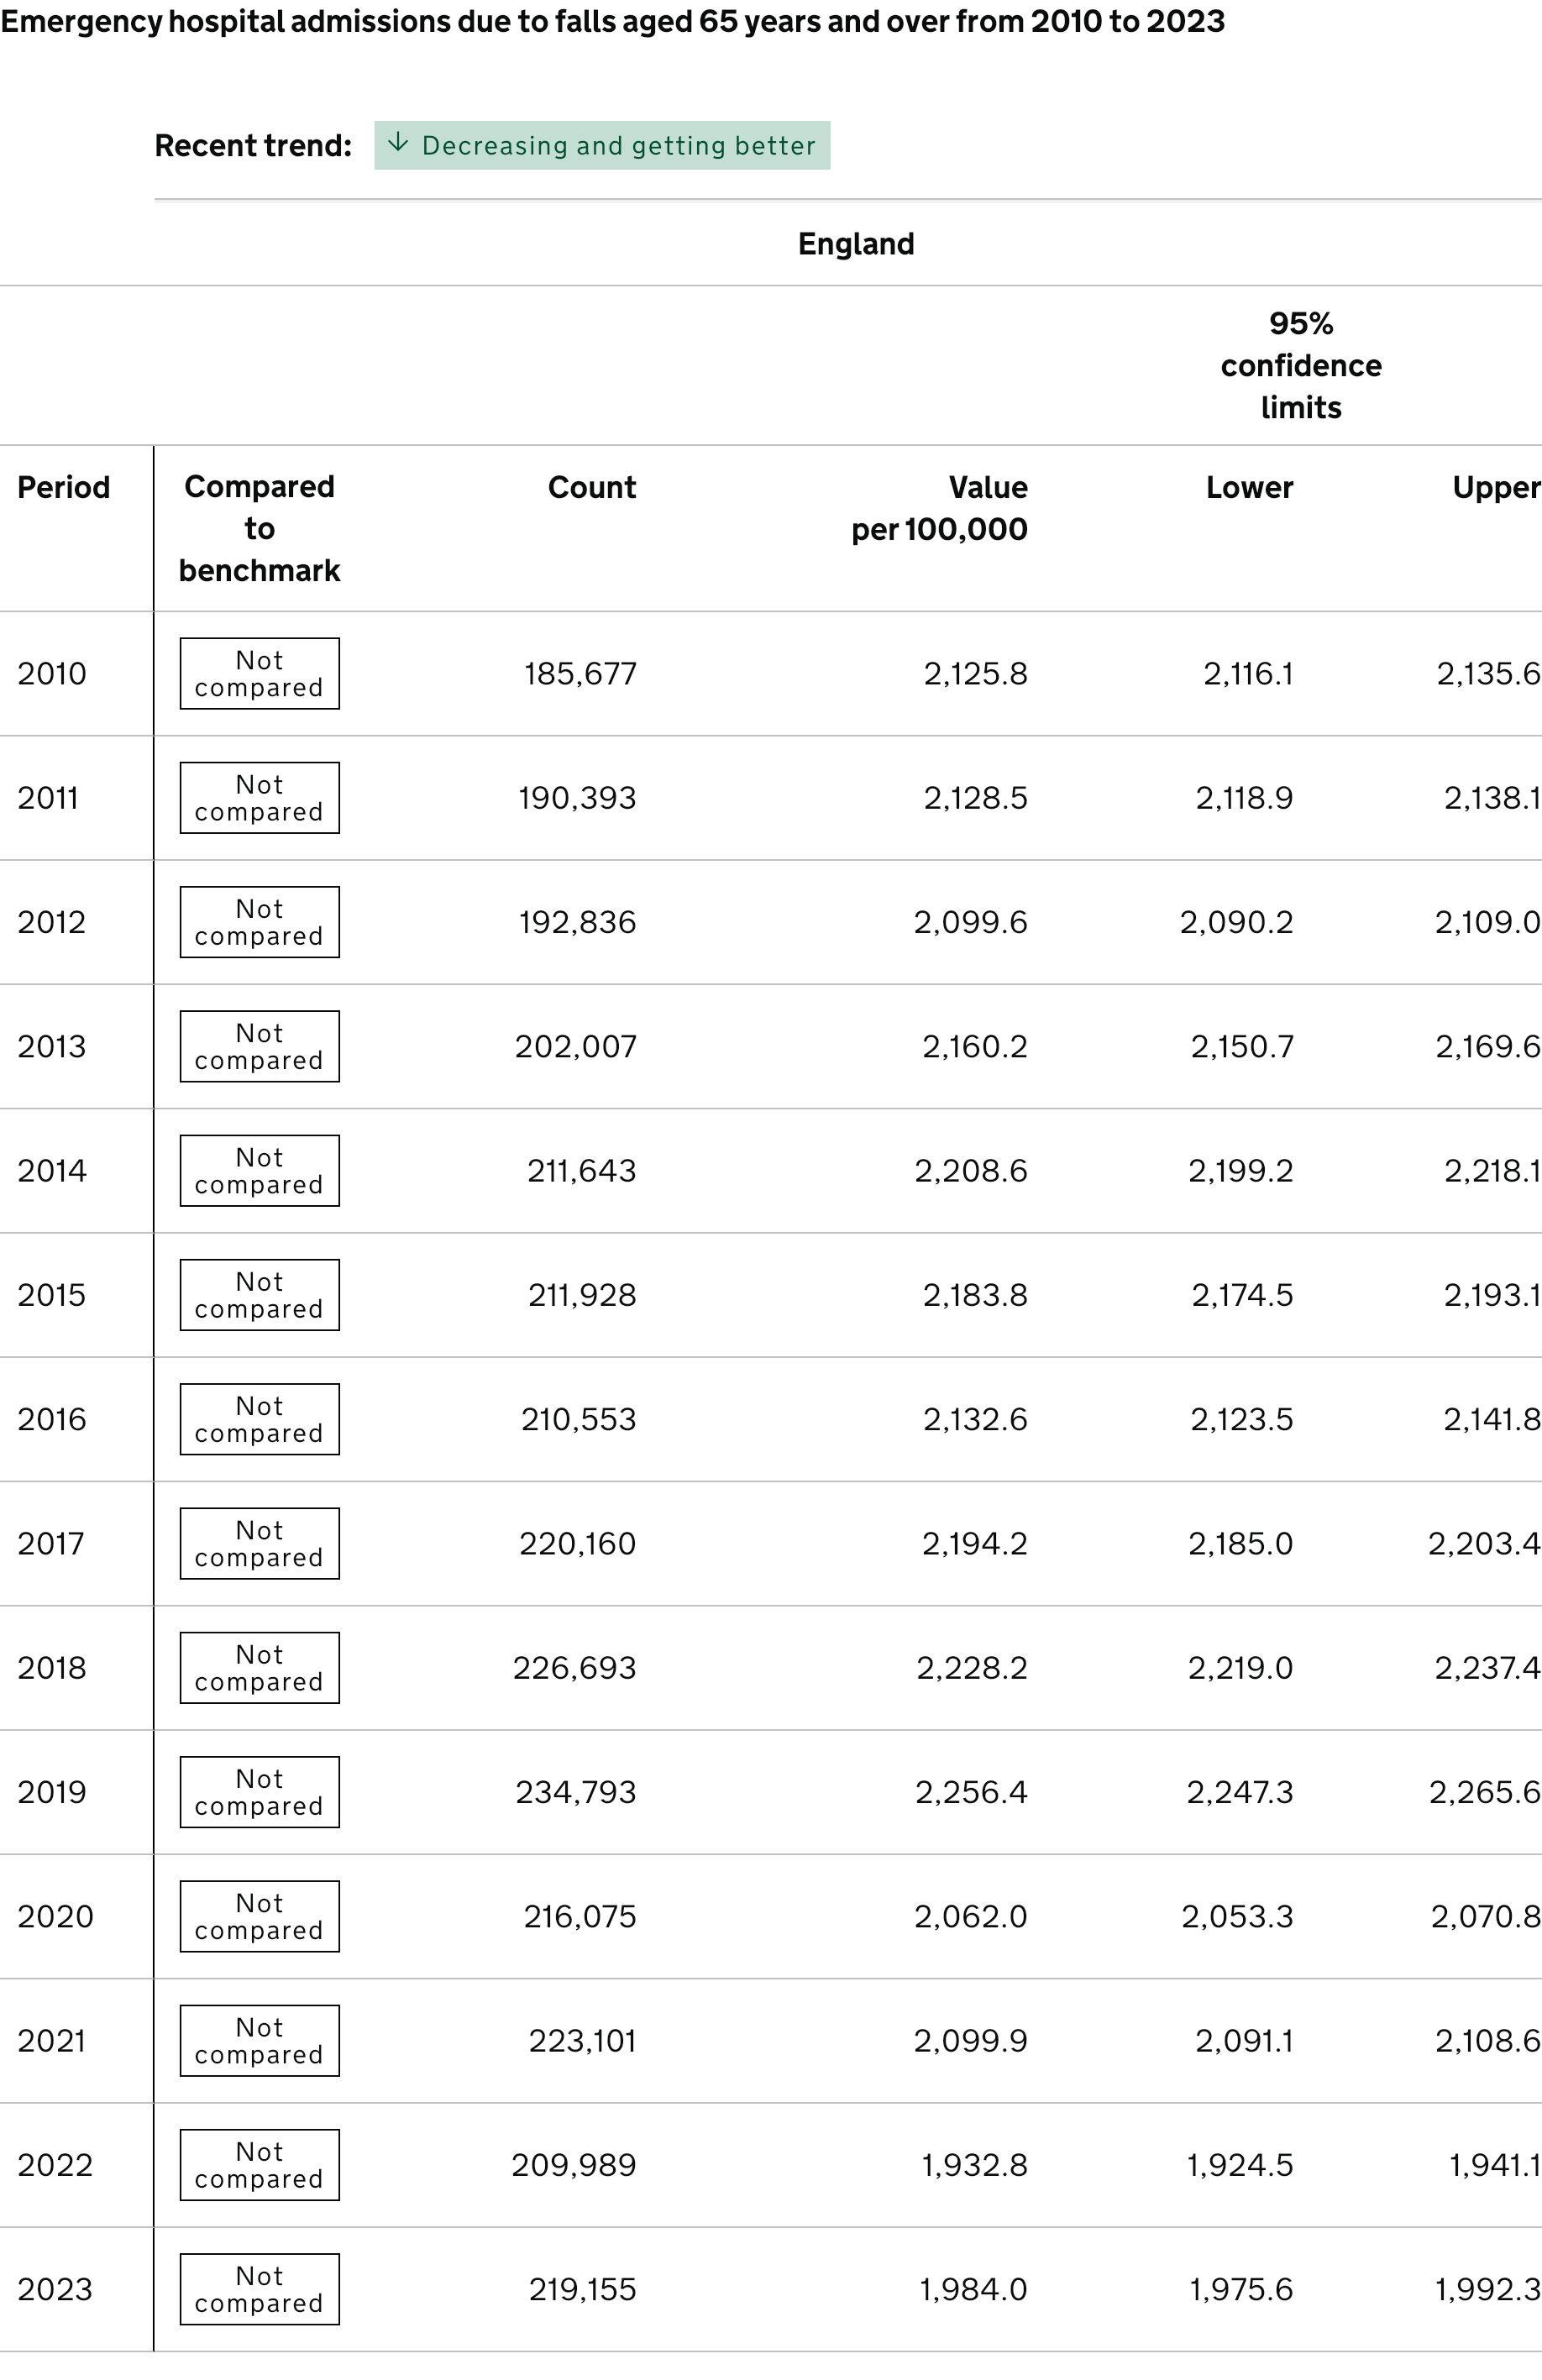 Emergency hospital admissions due to falls aged 65 years and over from 2010 to 2023
Recent trend: ↓ Decreasing and getting better
England
95%
confidence
limits
Period Compared Count Value Lower Upper
to per 100,000
benchmark
2010 Not compared 185,677 2,125.8 2,116.1 2,135.6
2011 Not compared 190,393 2,128.5 2,118.9 2,138.1
2012 Not compared 192,836 2,099.6 2,090.2 2,109.0
2013 Not compared 202,007 2,160.2 2,150.7 2,169.6
2014 Not compared 211,643 2,208.6 2,199.2 2,218.1
2015 Not compared 211,928 2,183.8 2,174.5 2,193.1
2016 Not compared 210,553 2,132.6 2,123.5 2,141.8
2017 Not compared 220,160 2,194.2 2,185.0 2,203.4
2018 Not compared 226,693 2,228.2 2,219.0 2,237.4
2019 Not compared 234,793 2,256.4 2,247.3 2,265.6
2020 Not compared 216,075 2,062.0 2,053.3 2,070.8
2021 Not compared 223,101 2,099.9 2,091.1 2,108.6
2022 Not compared 209,989 1,932.8 1,924.5 1,941.1
2023 Not compared 219,155 1,984.0 1,975.6 1,992.3